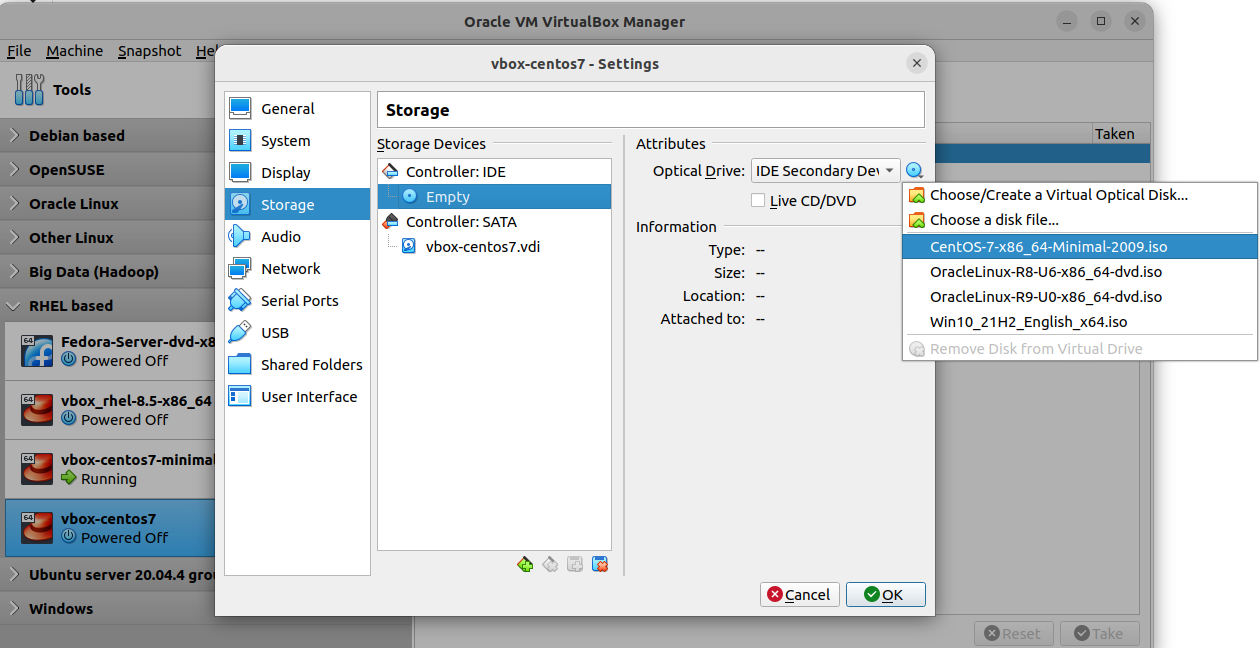 Oracle VM VirtualBox Manager
File Machine Snapshot Hel
Tools
Debian based
OpenSUSE
Oracle Linux
Other Linux
Big Data (Hadoop)
RHEL based
64
Fedora-Server-dvd-x8
Powered Off
64
vbox_rhel-8.5-x86_64
Powered Off
64
vbox-centos7-minimal
Running
64
vbox-centos7
Powered Off
Ubuntu server 20.04.4 grou
Windows
Taken
Reset Take
vbox-centos7 - Settings
General
System
Display
Storage
Audio
Network
Serial Ports
USB
Shared Folders
User Interface
Storage
Storage Devices
Controller: IDE
Empty
Controller: SATA
vbox-centos7.vdi
Attributes
Optical Drive: IDE Secondary Dev
Live CD/DVD
Information
Type: --
Size: --
Location: --
Attached to: --
Cancel OK
Choose/Create a Virtual Optical Disk...
Choose a disk file...
CentOS-7-x86_64-Minimal-2009.iso
OracleLinux-R8-U6-x86_64-dvd.iso
OracleLinux-R9-U0-x86_64-dvd.iso
Win10_21H2_English_x64.iso
Remove Disk from Virtual Drive